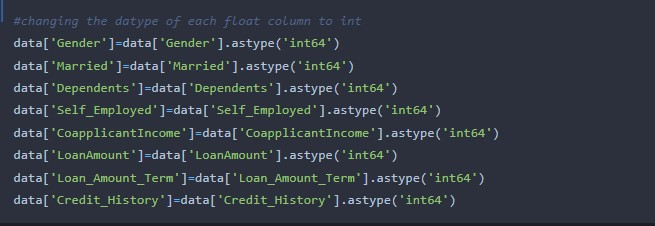 #changing the datype of each float column to int
data['Gender']=data['Gender'].astype('int64')
data['Married']=data['Married'].astype('int64')
data['Dependents']=data['Dependents'].astype('int64')
data['Self_Employed']=data['Self_Employed'].astype('int64')
data['CoapplicantIncome']=data['CoapplicantIncome'].astype('int64')
data['LoanAmount']=data['LoanAmount'].astype('int64')
data['Loan_Amount_Term']=data['Loan_Amount_Term'].astype('int64')
data['Credit_History']=data['Credit_History'].astype('int64')